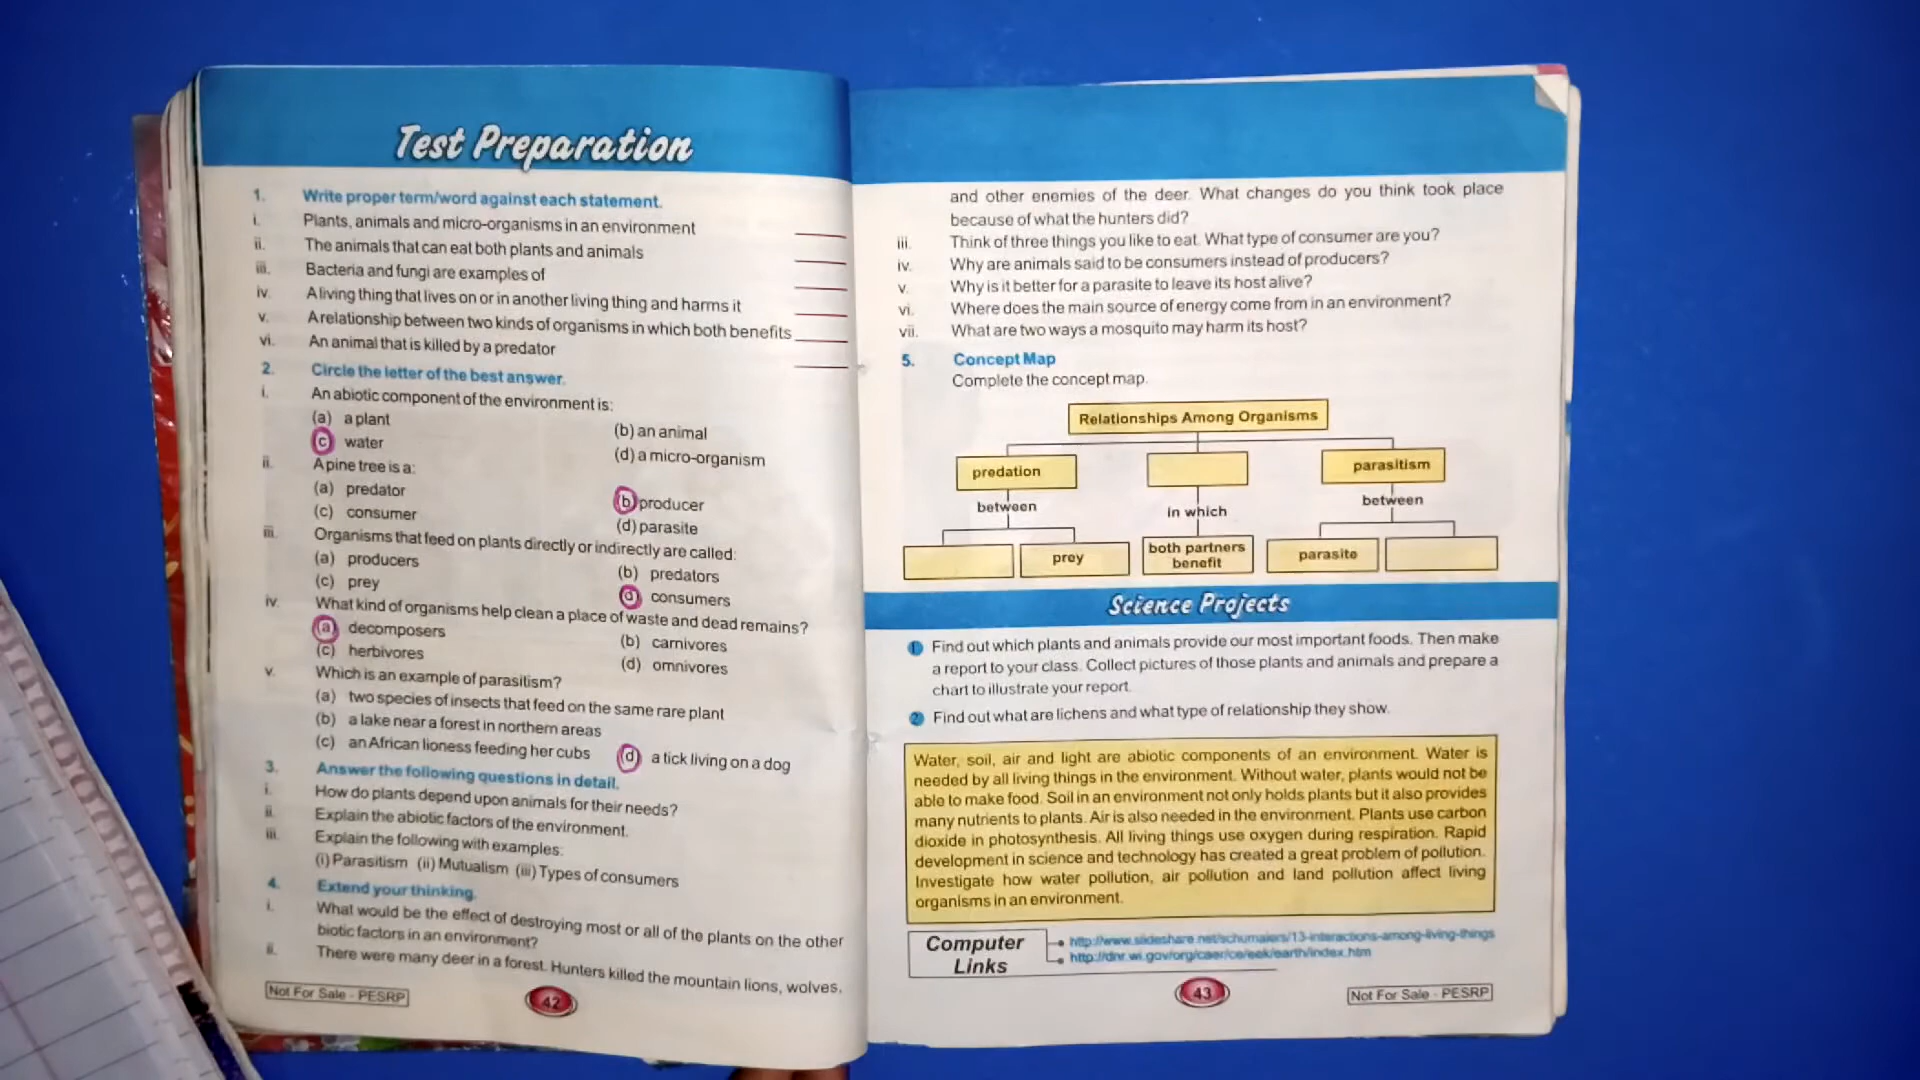 Test Preparation
1. Write proper term/word against each statement.
i. Plants, animals and micro-organisms in an environment
ii. The animals that can eat both plants and animals
iii. Bacteria and fungi are examples of
iv. A living thing that lives on or in another living thing and harms it
v. A relationship between two kinds of organisms in which both benefits
vi. An animal that is killed by a predator
2. Circle the letter of the best answer.
i. An abiotic component of the environment is:
(a) a plant (b) an animal
(c) water (d) a micro-organism
ii. A pine tree is a:
(a) predator (b) producer
(c) consumer (d) parasite
iii. Organisms that feed on plants directly or indirectly are called:
(a) producers (b) predators
(c) prey (d) consumers
iv. What kind of organisms help clean a place of waste and dead remains?
(a) decomposers (b) carnivores
(c) herbivores (d) omnivores
v. Which is an example of parasitism?
(a) two species of insects that feed on the same rare plant
(b) a lake near a forest in northern areas
(c) an African lioness feeding her cubs (d) a tick living on a dog
3. Answer the following questions in detail.
i. How do plants depend upon animals for their needs?
ii. Explain the abiotic factors of the environment.
iii. Explain the following with examples:
(i) Parasitism (ii) Mutualism (iii) Types of consumers
4. Extend your thinking.
i. What would be the effect of destroying most or all of the plants on the other
biotic factors in an environment?
ii. There were many deer in a forest. Hunters killed the mountain lions, wolves,
Not For Sale - PESRP
42
and other enemies of the deer. What changes do you think took place
because of what the hunters did?
iii. Think of three things you like to eat. What type of consumer are you?
iv. Why are animals said to be consumers instead of producers?
v. Why is it better for a parasite to leave its host alive?
vi. Where does the main source of energy come from in an environment?
vii. What are two ways a mosquito may harm its host?
5. Concept Map
Complete the concept map.
Relationships Among Organisms
predation parasitism
between in which between
prey both partners benefit parasite
Science Projects
1 Find out which plants and animals provide our most important foods. Then make
a report to your class. Collect pictures of those plants and animals and prepare a
chart to illustrate your report.
2 Find out what are lichens and what type of relationship they show.
Water, soil, air and light are abiotic components of an environment. Water is
needed by all living things in the environment. Without water, plants would not be
able to make food. Soil in an environment not only holds plants but it also provides
many nutrients to plants. Air is also needed in the environment. Plants use carbon
dioxide in photosynthesis. All living things use oxygen during respiration. Rapid
development in science and technology has created a great problem of pollution.
Investigate how water pollution, air pollution and land pollution affect living
organisms in an environment.
Computer
Links
http://www.slideshare.net/schumaiers/13-interactions-among-living-things
http://dnr.wi.gov/org/caer/ce/eek/earth/index.htm
43
Not For Sale - PESRP